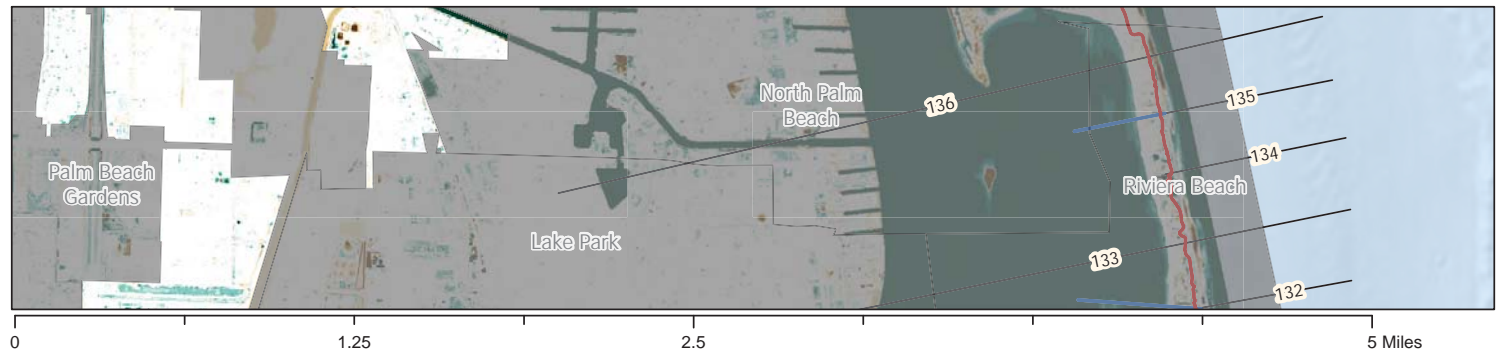 136
135
134
133
132
North Palm
Beach
Palm Beach
Gardens
Riviera Beach
Lake Park
0
1.25
2.5
5 Miles